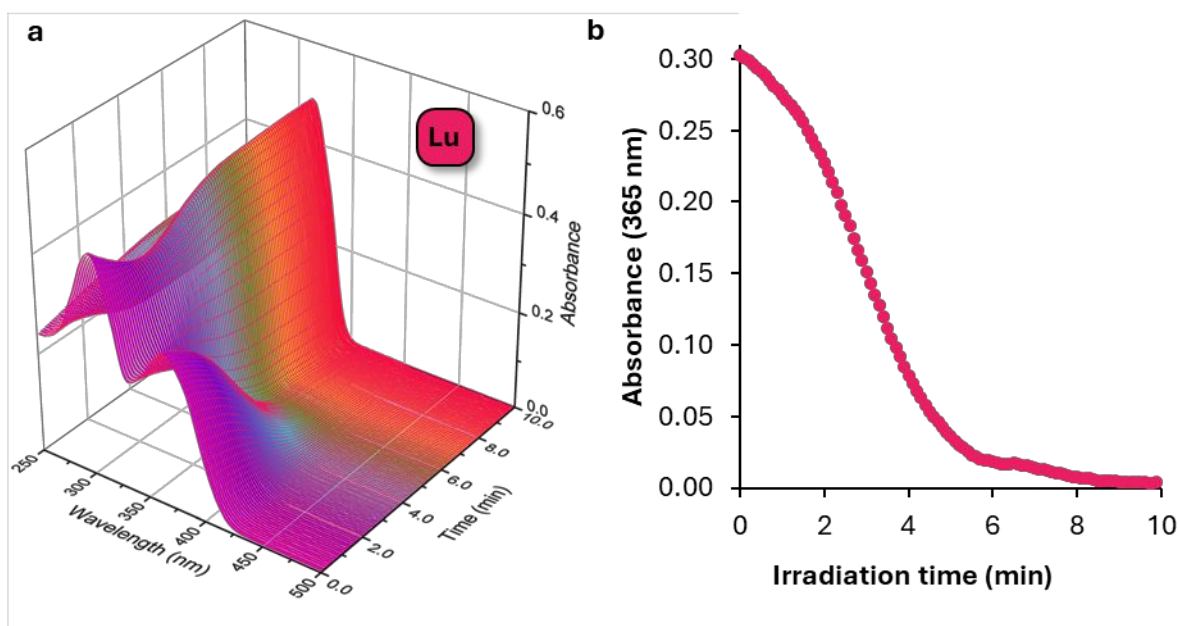 a
Lu
0.6
0.4
0.2
0.0
Absorbance
10.0
8.0
6.0
4.0
2.0
0.0
Time (min)
250
300
350
400
450
500
Wavelength (nm)
b
0.30
0.25
0.20
0.15
0.10
0.05
0.00
Absorbance (365 nm)
0 2 4 6 8 10
Irradiation time (min)